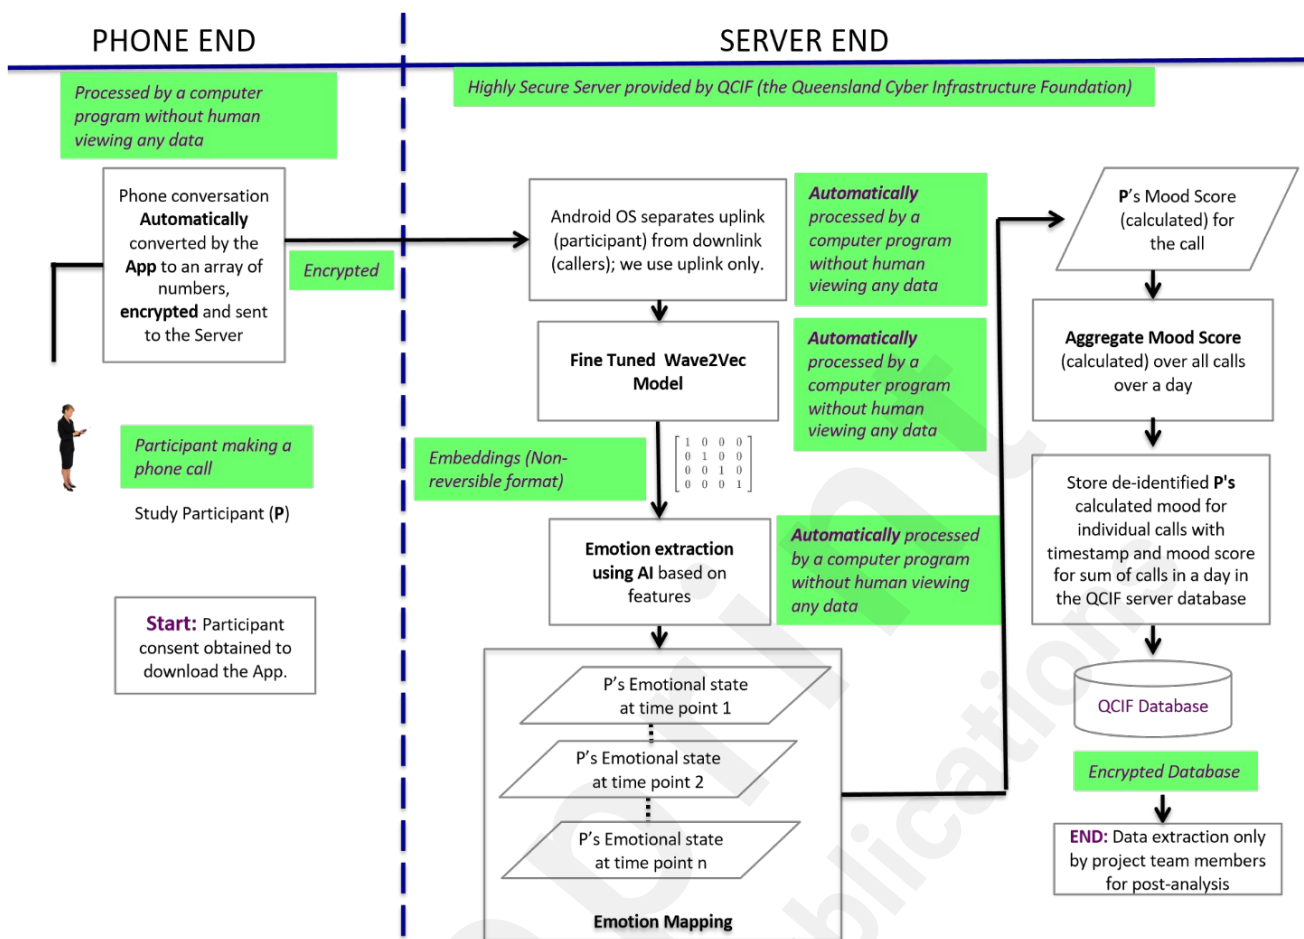 PHONE END
SERVER END
Processed by a computer
program without human
viewing any data
Highly Secure Server provided by QCIF (the Queensland Cyber Infrastructure Foundation)
Phone conversation
Automatically
converted by the
App to an array of
numbers,
encrypted and sent
to the Server
Encrypted
Participant making a
phone call
Study Participant (P)
Start: Participant
consent obtained to
download the App.
Android OS separates uplink
(participant) from downlink
(callers); we use uplink only.
Automatically
processed by a
computer program
without human
viewing any data
Fine Tuned Wave2Vec
Model
Automatically
processed by a
computer program
without human
viewing any data
Embeddings (Non-
reversible format)
1 0 0 0
0 1 0 0
0 0 1 0
0 0 0 1
Emotion extraction
using AI based on
features
Automatically processed
by a computer program
without human viewing
any data
P's Emotional state
at time point 1
P's Emotional state
at time point 2
P's Emotional state
at time point n
Emotion Mapping
P's Mood Score
(calculated) for
the call
Aggregate Mood Score
(calculated) over all calls
over a day
Store de-identified P's
calculated mood for
individual calls with
timestamp and mood score
for sum of calls in a day in
the QCIF server database
QCIF Database
Encrypted Database
END: Data extraction only
by project team members
for post-analysis